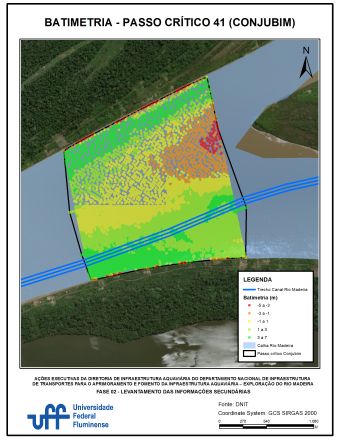 BATIMETRIA - PASSO CRÍTICO 41 (CONJUBIM)
N
LEGENDA
Trecho Canal Rio Madeira
Batimetria (m)
-5 a -3
-3 a -1
-1 a 1
1 a 3
3 a 7
Calha Rio Madeira
Passo crítico Conjubim
AÇÕES EXECUTIVAS DA DIRETORIA DE INFRAESTRUTURA AQUAVIÁRIA DO DEPARTAMENTO NACIONAL DE INFRAESTRUTURA
DE TRANSPORTES PARA O APRIMORAMENTO E FOMENTO DA INFRAESTRUTURA AQUAVIÁRIA – EXPLORAÇÃO DO RIO MADEIRA
FASE 02 - LEVANTAMENTO DAS INFORMAÇÕES SECUNDÁRIAS
uff
Universidade
Federal
Fluminense
Fonte: DNIT
Coordinate System: GCS SIRGAS 2000
0 270 540 1.080